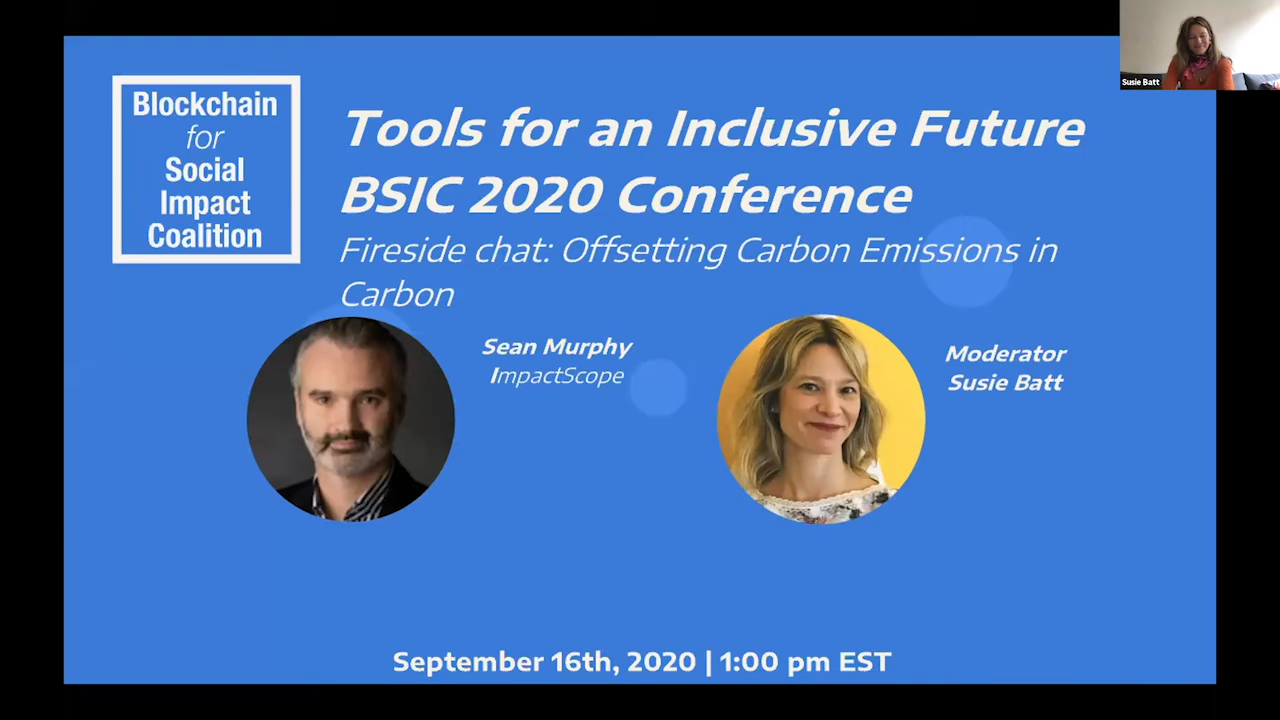 Blockchain
for
Social
Impact
Coalition
Tools for an Inclusive Future
BSIC 2020 Conference
Fireside chat: Offsetting Carbon Emissions in
Carbon
Sean Murphy
ImpactScope
Moderator
Susie Batt
September 16th, 2020 | 1:00 pm EST
Susie Batt